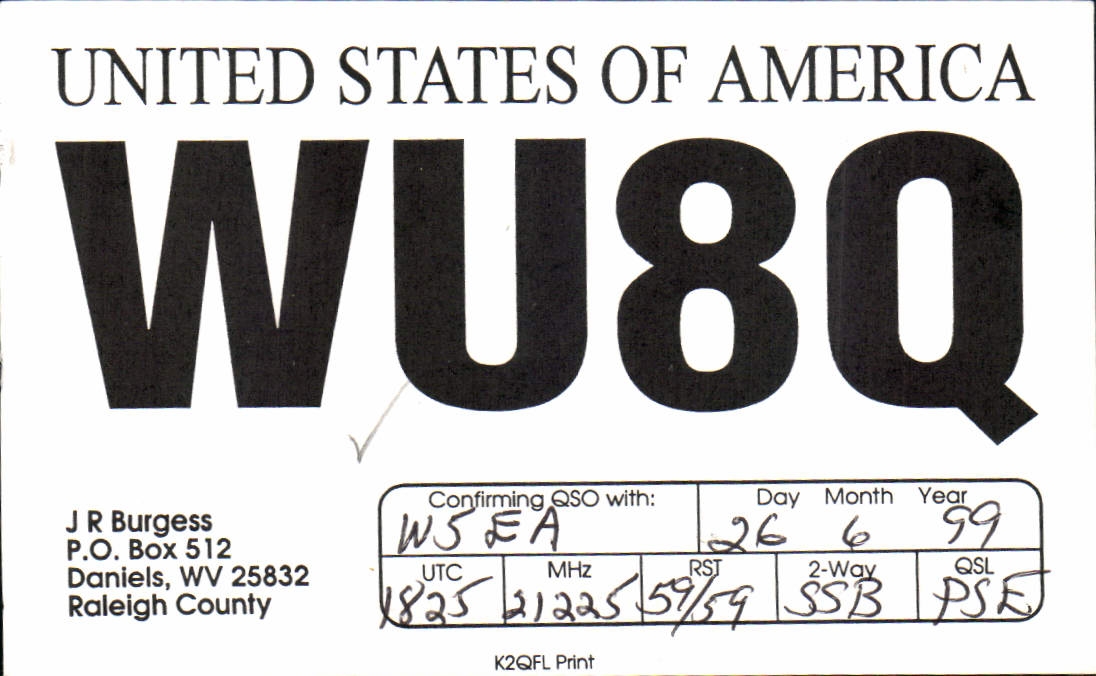 UNITED STATES OF AMERICA
WU8Q
J R Burgess
P.O. Box 512
Daniels, WV 25832
Raleigh County
Confirming QSO with: Day Month Year
W5EA 26 6 99
UTC MHz RST 2-Way QSL
1825 21225 59/59 SSB PSE
K2QFL Print